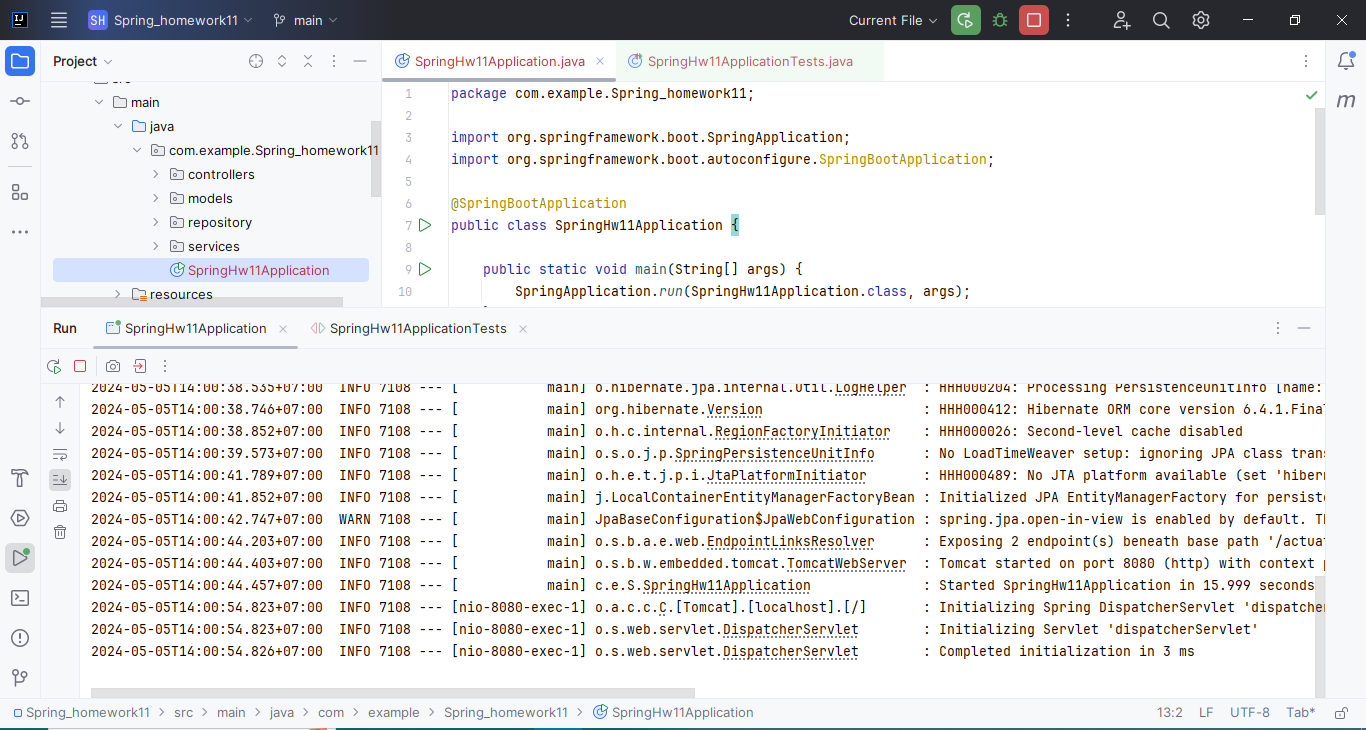 SH Spring_homework11 main Current File
Project
SpringHw11Application.java
SpringHw11ApplicationTests.java
src
main
java
com.example.Spring_homework11
controllers
models
repository
services
SpringHw11Application
resources
1 package com.example.Spring_homework11;
2
3 import org.springframework.boot.SpringApplication;
4 import org.springframework.boot.autoconfigure.SpringBootApplication;
5
6 @SpringBootApplication
7 public class SpringHw11Application {
8
9 public static void main(String[] args) {
10 SpringApplication.run(SpringHw11Application.class, args);
m
Run SpringHw11Application SpringHw11ApplicationTests
2024-05-05T14:00:38.535+07:00 INFO 7108 --- [ main] o.hibernate.jpa.internal.util.LogHelper : HHH000204: Processing PersistenceUnitInfo [name:
2024-05-05T14:00:38.746+07:00 INFO 7108 --- [ main] org.hibernate.Version : HHH000412: Hibernate ORM core version 6.4.1.Final
2024-05-05T14:00:38.852+07:00 INFO 7108 --- [ main] o.h.c.internal.RegionFactoryInitiator : HHH000026: Second-level cache disabled
2024-05-05T14:00:39.573+07:00 INFO 7108 --- [ main] o.s.o.j.p.SpringPersistenceUnitInfo : No LoadTimeWeaver setup: ignoring JPA class trans
2024-05-05T14:00:41.789+07:00 INFO 7108 --- [ main] o.h.e.t.j.p.i.JtaPlatformInitiator : HHH000489: No JTA platform available (set 'hibern
2024-05-05T14:00:41.852+07:00 INFO 7108 --- [ main] j.LocalContainerEntityManagerFactoryBean : Initialized JPA EntityManagerFactory for persiste
2024-05-05T14:00:42.747+07:00 WARN 7108 --- [ main] JpaBaseConfiguration$JpaWebConfiguration : spring.jpa.open-in-view is enabled by default. Th
2024-05-05T14:00:44.203+07:00 INFO 7108 --- [ main] o.s.b.a.e.web.EndpointLinksResolver : Exposing 2 endpoint(s) beneath base path '/actuat
2024-05-05T14:00:44.403+07:00 INFO 7108 --- [ main] o.s.b.w.embedded.tomcat.TomcatWebServer : Tomcat started on port 8080 (http) with context p
2024-05-05T14:00:44.457+07:00 INFO 7108 --- [ main] c.e.S.SpringHw11Application : Started SpringHw11Application in 15.999 seconds
2024-05-05T14:00:54.823+07:00 INFO 7108 --- [nio-8080-exec-1] o.a.c.c.C.[Tomcat].[localhost].[/] : Initializing Spring DispatcherServlet 'dispatcher
2024-05-05T14:00:54.823+07:00 INFO 7108 --- [nio-8080-exec-1] o.s.web.servlet.DispatcherServlet : Initializing Servlet 'dispatcherServlet'
2024-05-05T14:00:54.826+07:00 INFO 7108 --- [nio-8080-exec-1] o.s.web.servlet.DispatcherServlet : Completed initialization in 3 ms
Spring_homework11 > src > main > java > com > example > Spring_homework11 > SpringHw11Application 13:2 LF UTF-8 Tab*